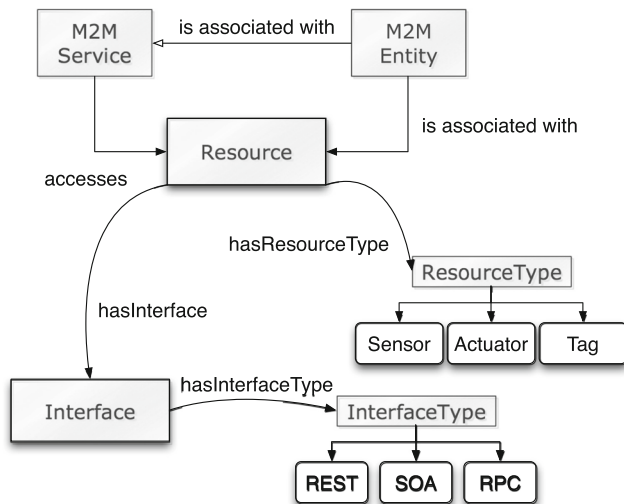 M2M
Service
is associated with
M2M
Entity
is associated with
Resource
accesses
hasResourceType
ResourceType
hasInterface
Sensor
Actuator
Tag
hasInterfaceType
Interface
InterfaceType
REST
SOA
RPC